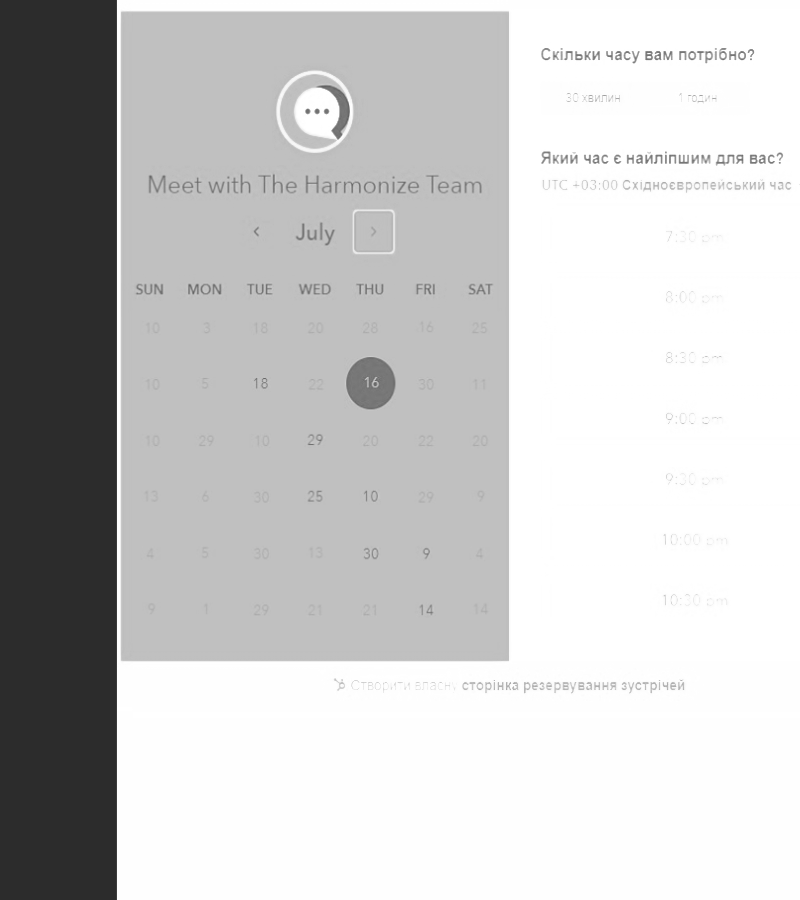 Meet with The Harmonize Team
July
SUN MON TUE WED THU FRI SAT
10 3 18 20 28 16 25
10 5 18 22 16 30 11
10 29 10 29 20 22 20
13 6 30 25 10 29 9
4 5 30 13 30 9 4
9 1 29 21 21 14 14
Скільки часу вам потрібно?
30 хвилин 1 годин
Який час є найліпшим для вас?
UTC +03:00 Східноєвропейський час
7:30 pm
8:00 pm
8:30 pm
9:00 pm
9:30 pm
10:00 pm
10:30 pm
Створити власну сторінка резервування зустрічей